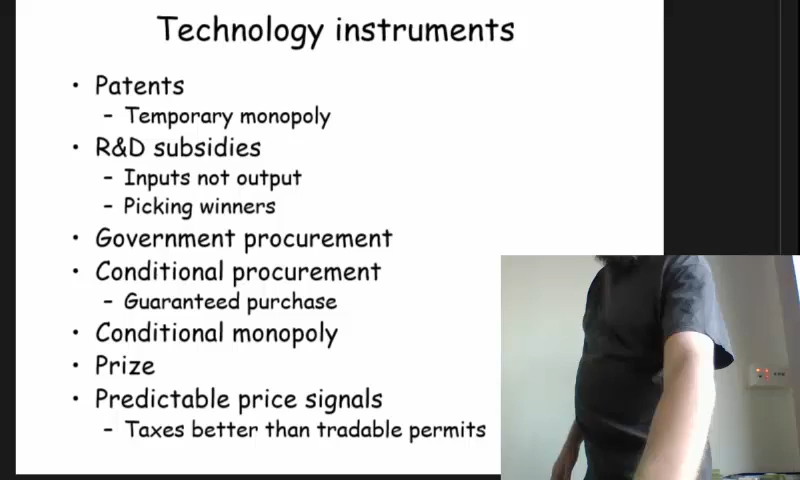 Technology instruments
• Patents
– Temporary monopoly
• R&D subsidies
– Inputs not output
– Picking winners
• Government procurement
• Conditional procurement
– Guaranteed purchase
• Conditional monopoly
• Prize
• Predictable price signals
– Taxes better than tradable permits